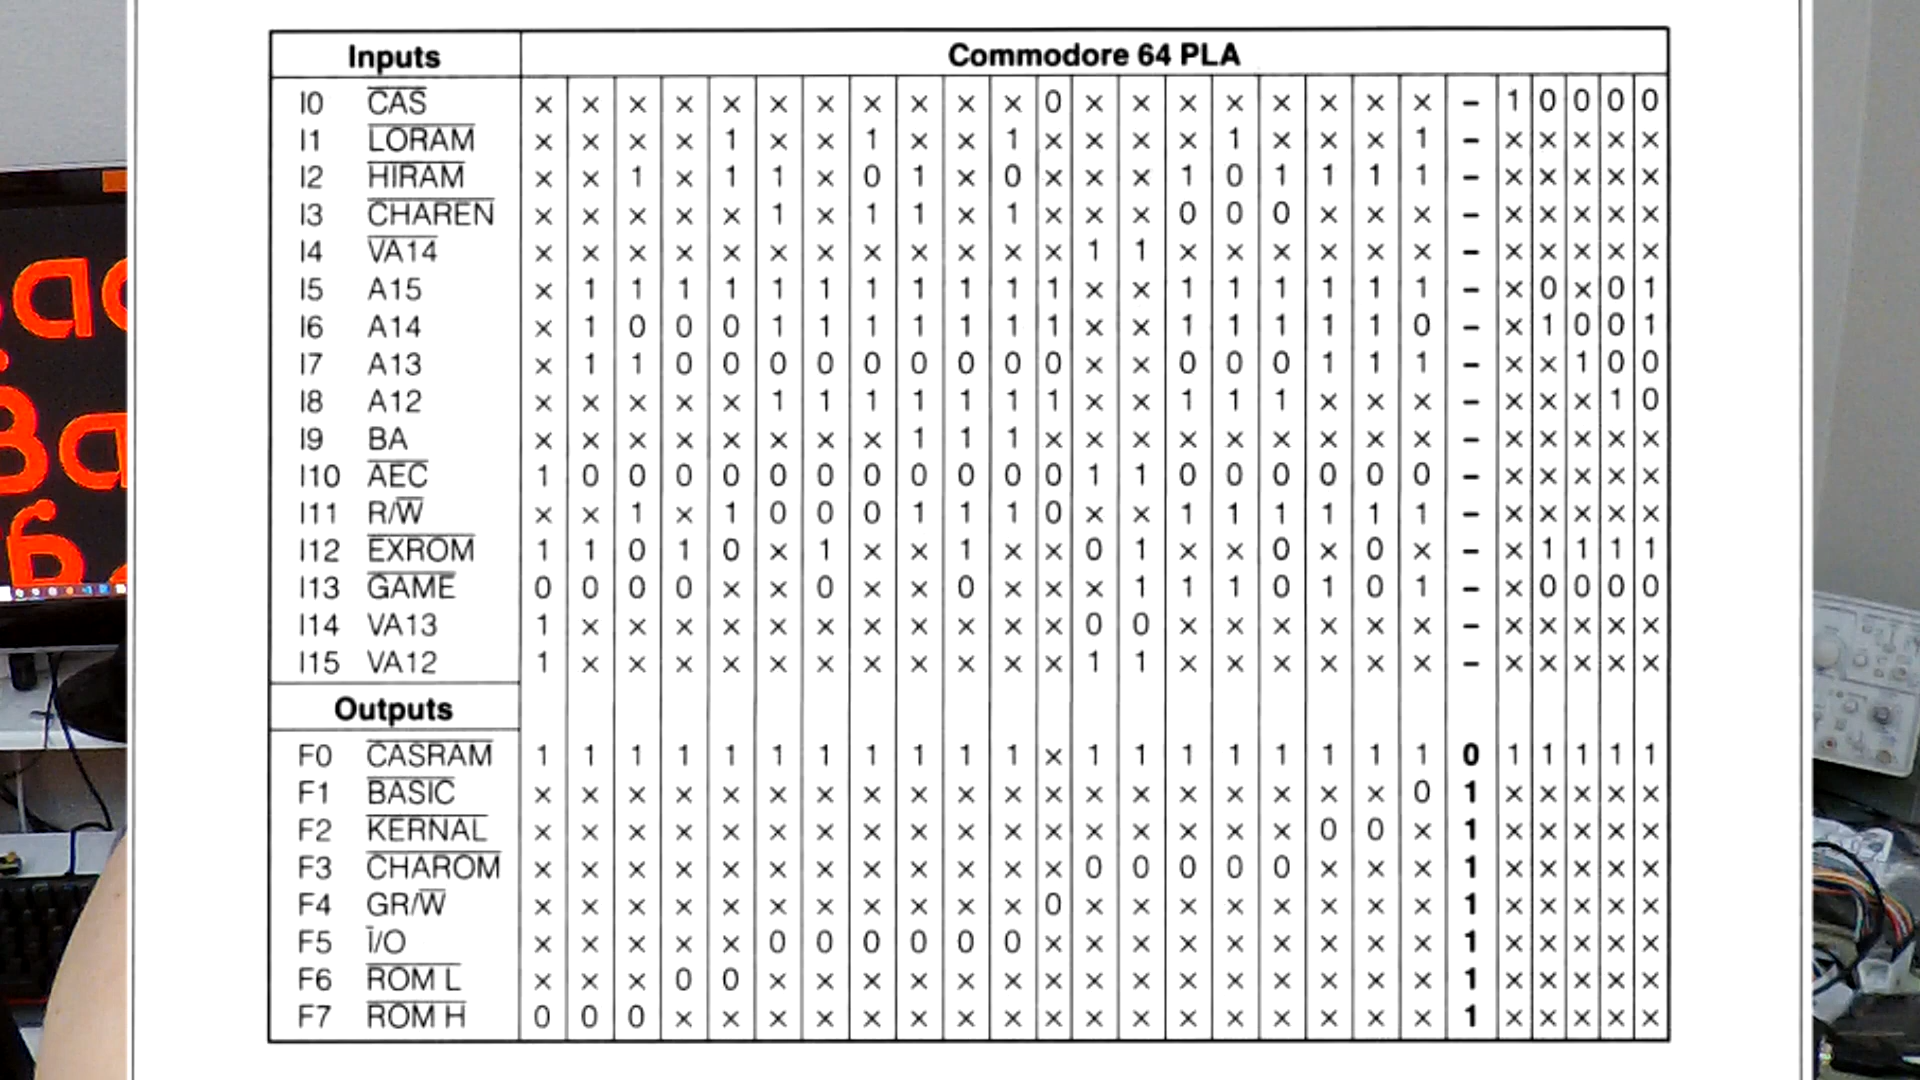 Inputs Commodore 64 PLA
I0 CAS × × × × × × × × × × × 0 × × × × × × × × – 1 0 0 0 0
I1 LORAM × × × × 1 × × 1 × × 1 × × × × 1 × × × 1 – × × × × ×
I2 HIRAM × × 1 × 1 1 × 0 1 × 0 × × × 1 0 1 1 1 1 – × × × × ×
I3 CHAREN × × × × × 1 × 1 1 × 1 × × × 0 0 0 × × × – × × × × ×
I4 VA14 × × × × × × × × × × × × 1 1 × × × × × × – × × × × ×
I5 A15 × 1 1 1 1 1 1 1 1 1 1 1 × × 1 1 1 1 1 1 – × 0 × 0 1
I6 A14 × 1 0 0 0 1 1 1 1 1 1 1 × × 1 1 1 1 1 0 – × 1 0 0 1
I7 A13 × 1 1 0 0 0 0 0 0 0 0 0 × × 0 0 0 1 1 1 – × × 1 0 0
I8 A12 × × × × × 1 1 1 1 1 1 1 × × 1 1 1 × × × – × × × 1 0
I9 BA × × × × × × × × 1 1 1 × × × × × × × × × – × × × × ×
I10 AEC 1 0 0 0 0 0 0 0 0 0 0 0 1 1 0 0 0 0 0 0 – × × × × ×
I11 R/W × × 1 × 1 0 0 0 1 1 1 0 × × 1 1 1 1 1 1 – × × × × ×
I12 EXROM 1 1 0 1 0 × 1 × × 1 × × 0 1 × × 0 × 0 × – × 1 1 1 1
I13 GAME 0 0 0 0 × × 0 × × 0 × × × 1 1 1 0 1 0 1 – × 0 0 0 0
I14 VA13 1 × × × × × × × × × × × 0 0 × × × × × × – × × × × ×
I15 VA12 1 × × × × × × × × × × × 1 1 × × × × × × – × × × × ×
Outputs
F0 CASRAM 1 1 1 1 1 1 1 1 1 1 1 × 1 1 1 1 1 1 1 1 0 1 1 1 1 1
F1 BASIC × × × × × × × × × × × × × × × × × × × 0 1 × × × × ×
F2 KERNAL × × × × × × × × × × × × × × × × × 0 0 × 1 × × × × ×
F3 CHAROM × × × × × × × × × × × × 0 0 0 0 0 × × × 1 × × × × ×
F4 GR/W × × × × × × × × × × × 0 × × × × × × × × 1 × × × × ×
F5 I/O × × × × × 0 0 0 0 0 0 × × × × × × × × × 1 × × × × ×
F6 ROM L × × × 0 0 × × × × × × × × × × × × × × × 1 × × × × ×
F7 ROM H 0 0 0 × × × × × × × × × × × × × × × × × 1 × × × × ×